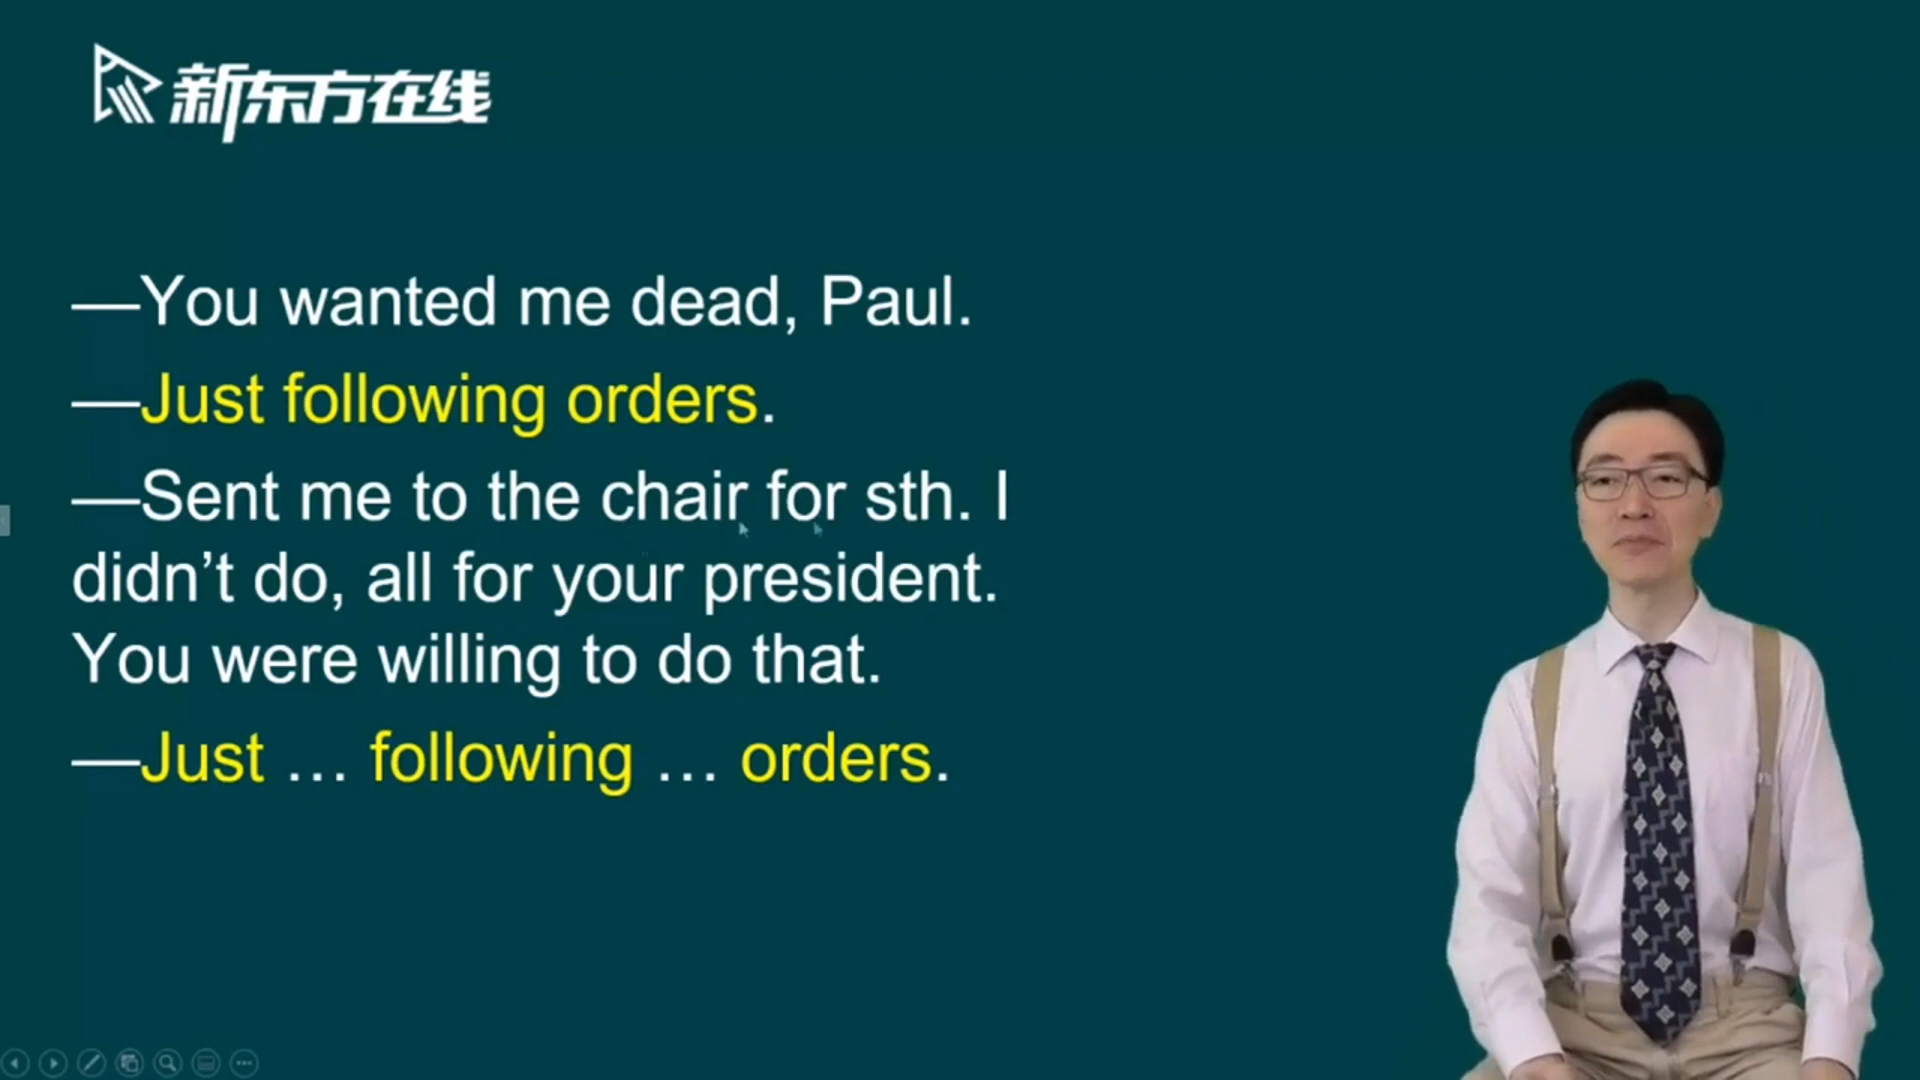 新东方在线
—You wanted me dead, Paul.
—Just following orders.
—Sent me to the chair for sth. I
didn’t do, all for your president.
You were willing to do that.
—Just … following … orders.